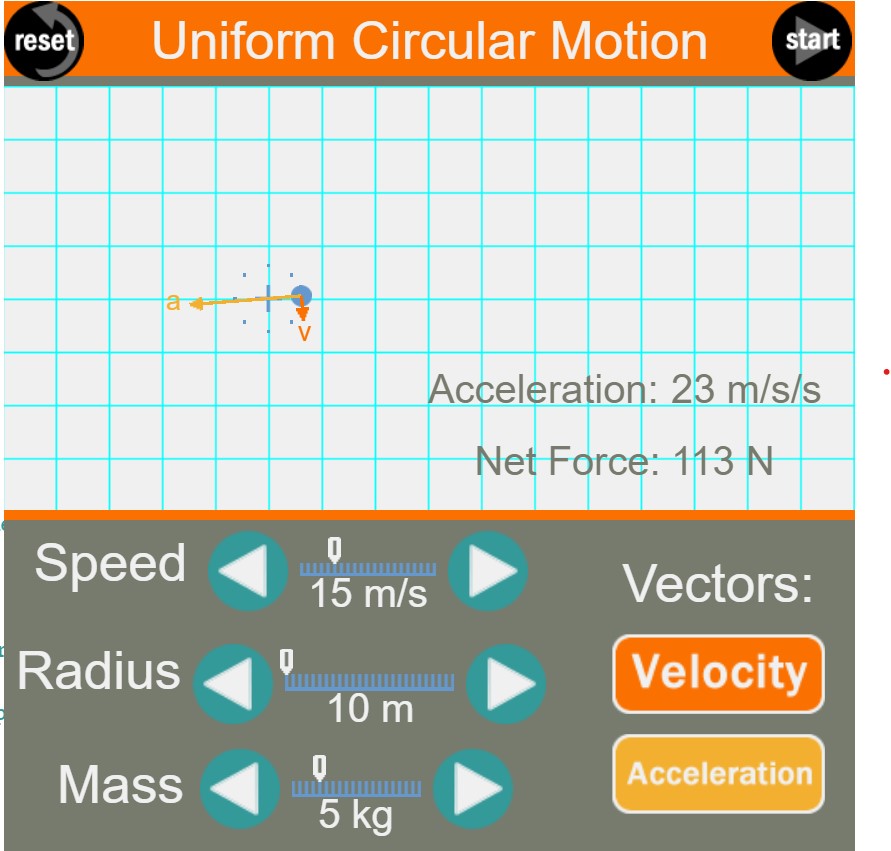 reset Uniform Circular Motion start
a
v
Acceleration: 23 m/s/s
Net Force: 113 N
Speed
15 m/s
Vectors:
Radius
10 m
Velocity
Mass
5 kg
Acceleration